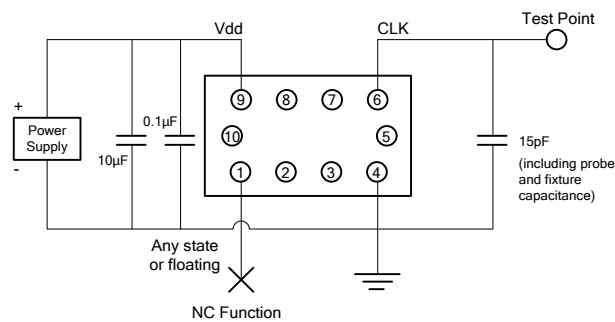 Test Point
Vdd
CLK
9
8
7
6
+
0.1µF
Power
Supply
10
5
15pF
10µF
(including probe
and fixture
capacitance)
-
1
2
3
4
Any state
or floating
NC Function